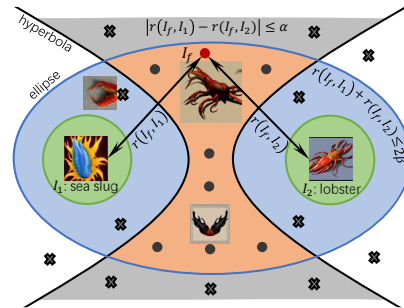 hyperbola
|r(I_f, I_1) − r(I_f, I_2)| ≤ α
ellipse
I_f
r(I_f, I_1)
r(I_f, I_2)
r(I_f, I_1) + r(I_f, I_2) ≤ 2β
I_1: sea slug
I_2: lobster